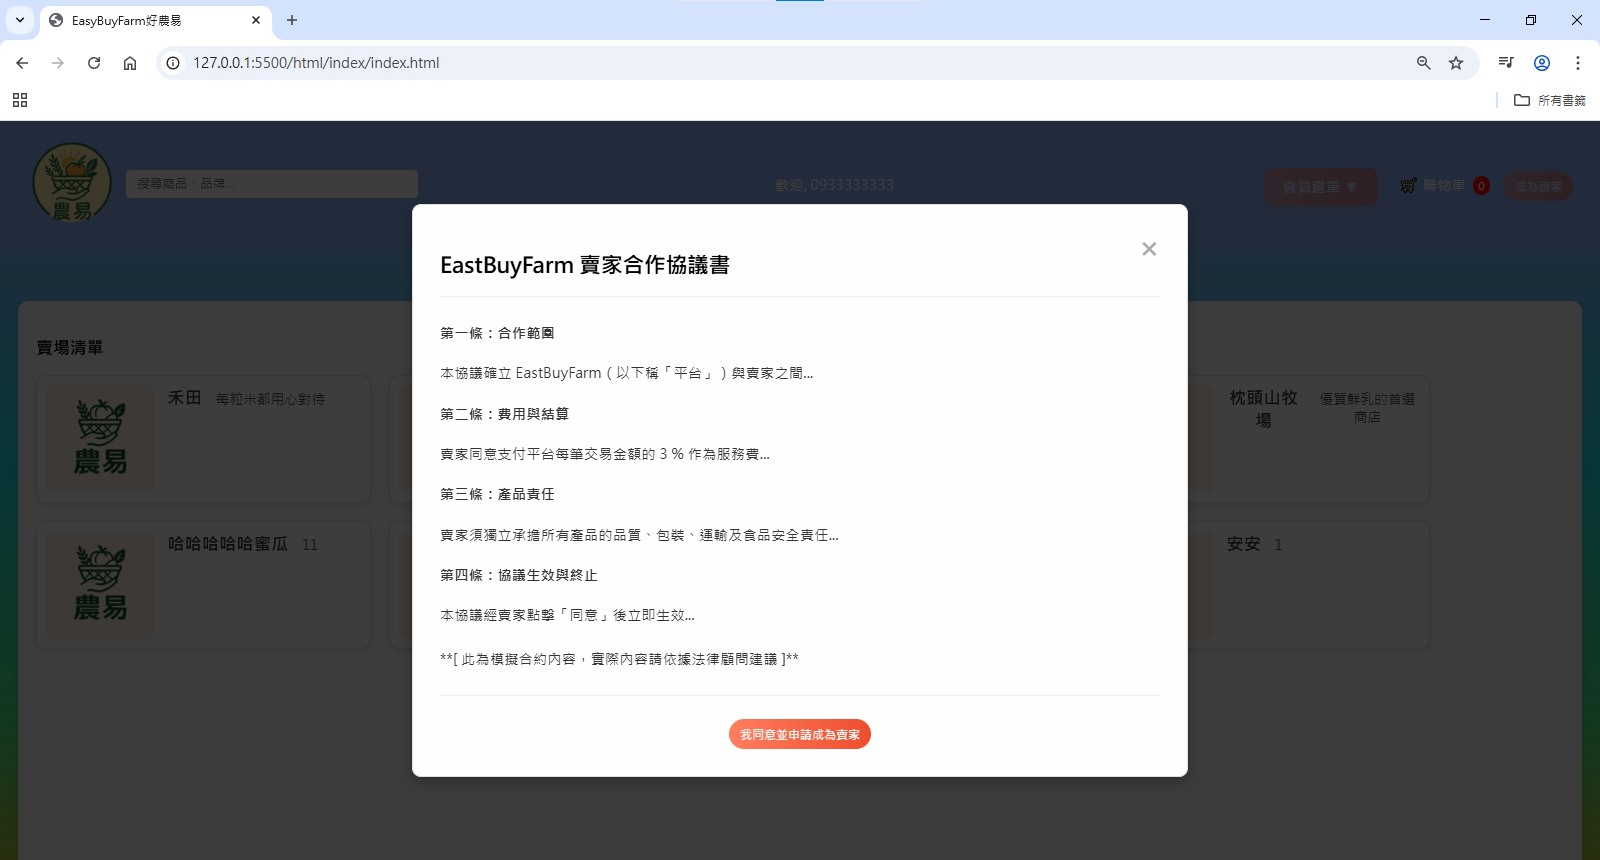 EasyBuyFarm好農易
127.0.0.1:5500/html/index/index.html
所有書籤
農易
搜尋商品、品牌...
歡迎, 0933333333
會員選單 ▼
購物車 0
成為賣家
EastBuyFarm 賣家合作協議書
第一條：合作範圍
本協議確立 EastBuyFarm（以下稱「平台」）與賣家之間...
第二條：費用與結算
賣家同意支付平台每筆交易金額的 3 % 作為服務費...
第三條：產品責任
賣家須獨立承擔所有產品的品質、包裝、運輸及食品安全責任...
第四條：協議生效與終止
本協議經賣家點擊「同意」後立即生效...
**[ 此為模擬合約內容，實際內容請依據法律顧問建議 ]**
我同意並申請成為賣家
賣場清單
農易
禾田 每粒米都用心對待
枕頭山牧
場
優質鮮乳的首選
商店
農易
哈哈哈哈哈蜜瓜 11
安安 1